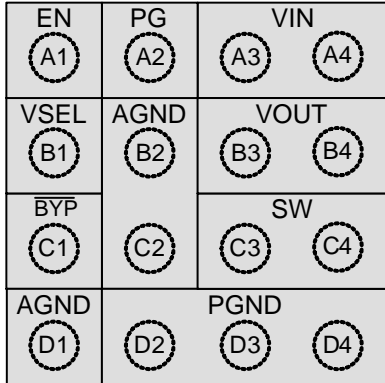 EN PG VIN
A1 A2 A3 A4
VSEL AGND VOUT
B1 B2 B3 B4
BYP SW
C1 C2 C3 C4
AGND PGND
D1 D2 D3 D4